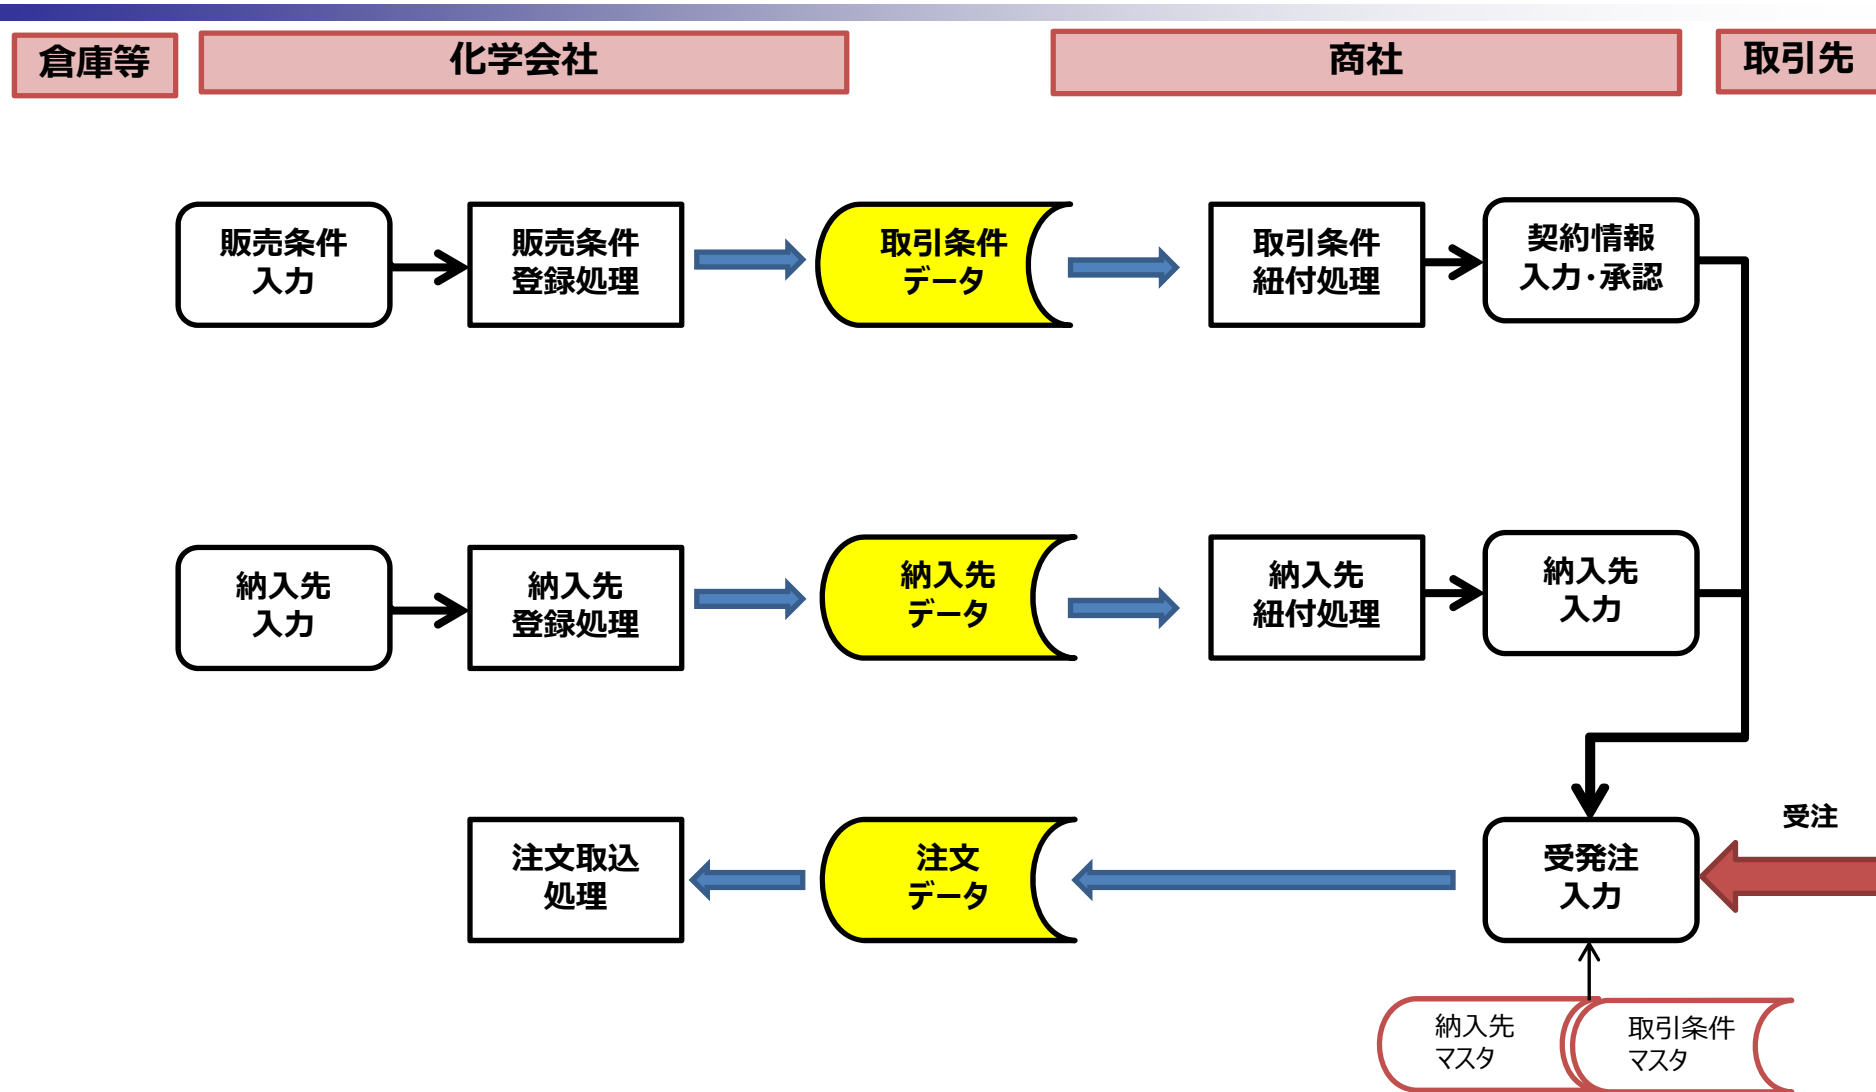 倉庫等
化学会社
商社
取引先
販売条件
入力
販売条件
登録処理
取引条件
データ
取引条件
紐付処理
契約情報
入力･承認
納入先
入力
納入先
登録処理
納入先
データ
納入先
紐付処理
納入先
入力
注文取込
処理
注文
データ
受発注
入力
受注
納入先
マスタ
取引条件
マスタ